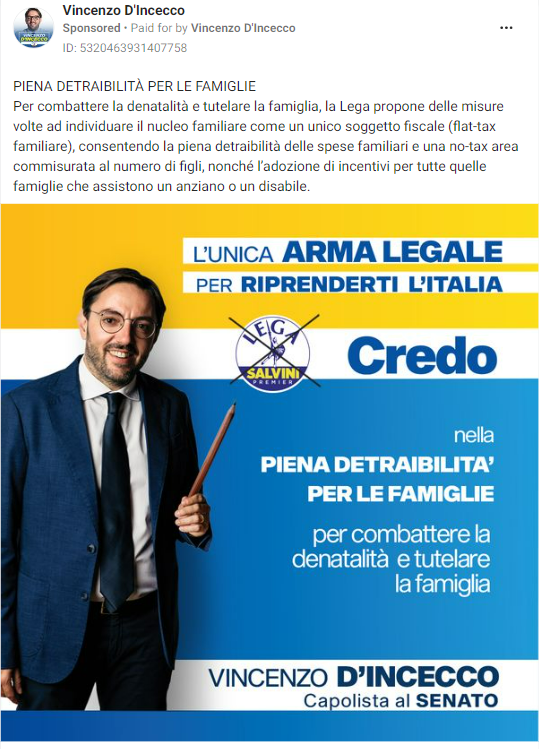 Vincenzo D'Incecco
Sponsored • Paid for by Vincenzo D'Incecco
ID: 5320463931407758
PIENA DETRAIBILITÀ PER LE FAMIGLIE
Per combattere la denatalità e tutelare la famiglia, la Lega propone delle misure
volte ad individuare il nucleo familiare come un unico soggetto fiscale (flat-tax
familiare), consentendo la piena detraibilità delle spese familiari e una no-tax area
commisurata al numero di figli, nonché l'adozione di incentivi per tutte quelle
famiglie che assistono un anziano o un disabile.
L'UNICA ARMA LEGALE
PER RIPRENDERTI L'ITALIA
LEGA
SALVINI
PREMIER
Credo
nella
PIENA DETRAIBILITA'
PER LE FAMIGLIE
per combattere la
denatalità e tutelare
la famiglia
VINCENZO D'INCECCO
Capolista al SENATO